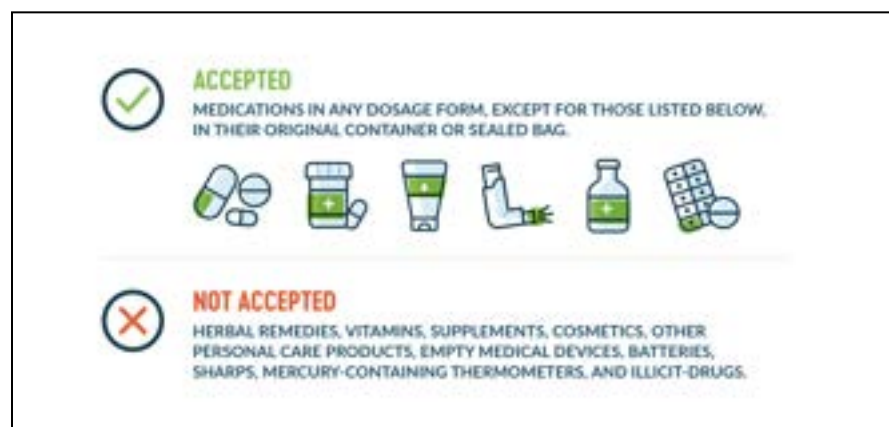 ACCEPTED
MEDICATIONS IN ANY DOSAGE FORM, EXCEPT FOR THOSE LISTED BELOW,
IN THEIR ORIGINAL CONTAINER OR SEALED BAG.
NOT ACCEPTED
HERBAL REMEDIES, VITAMINS, SUPPLEMENTS, COSMETICS, OTHER
PERSONAL CARE PRODUCTS, EMPTY MEDICAL DEVICES, BATTERIES,
SHARPS, MERCURY-CONTAINING THERMOMETERS, AND ILLICIT-DRUGS.